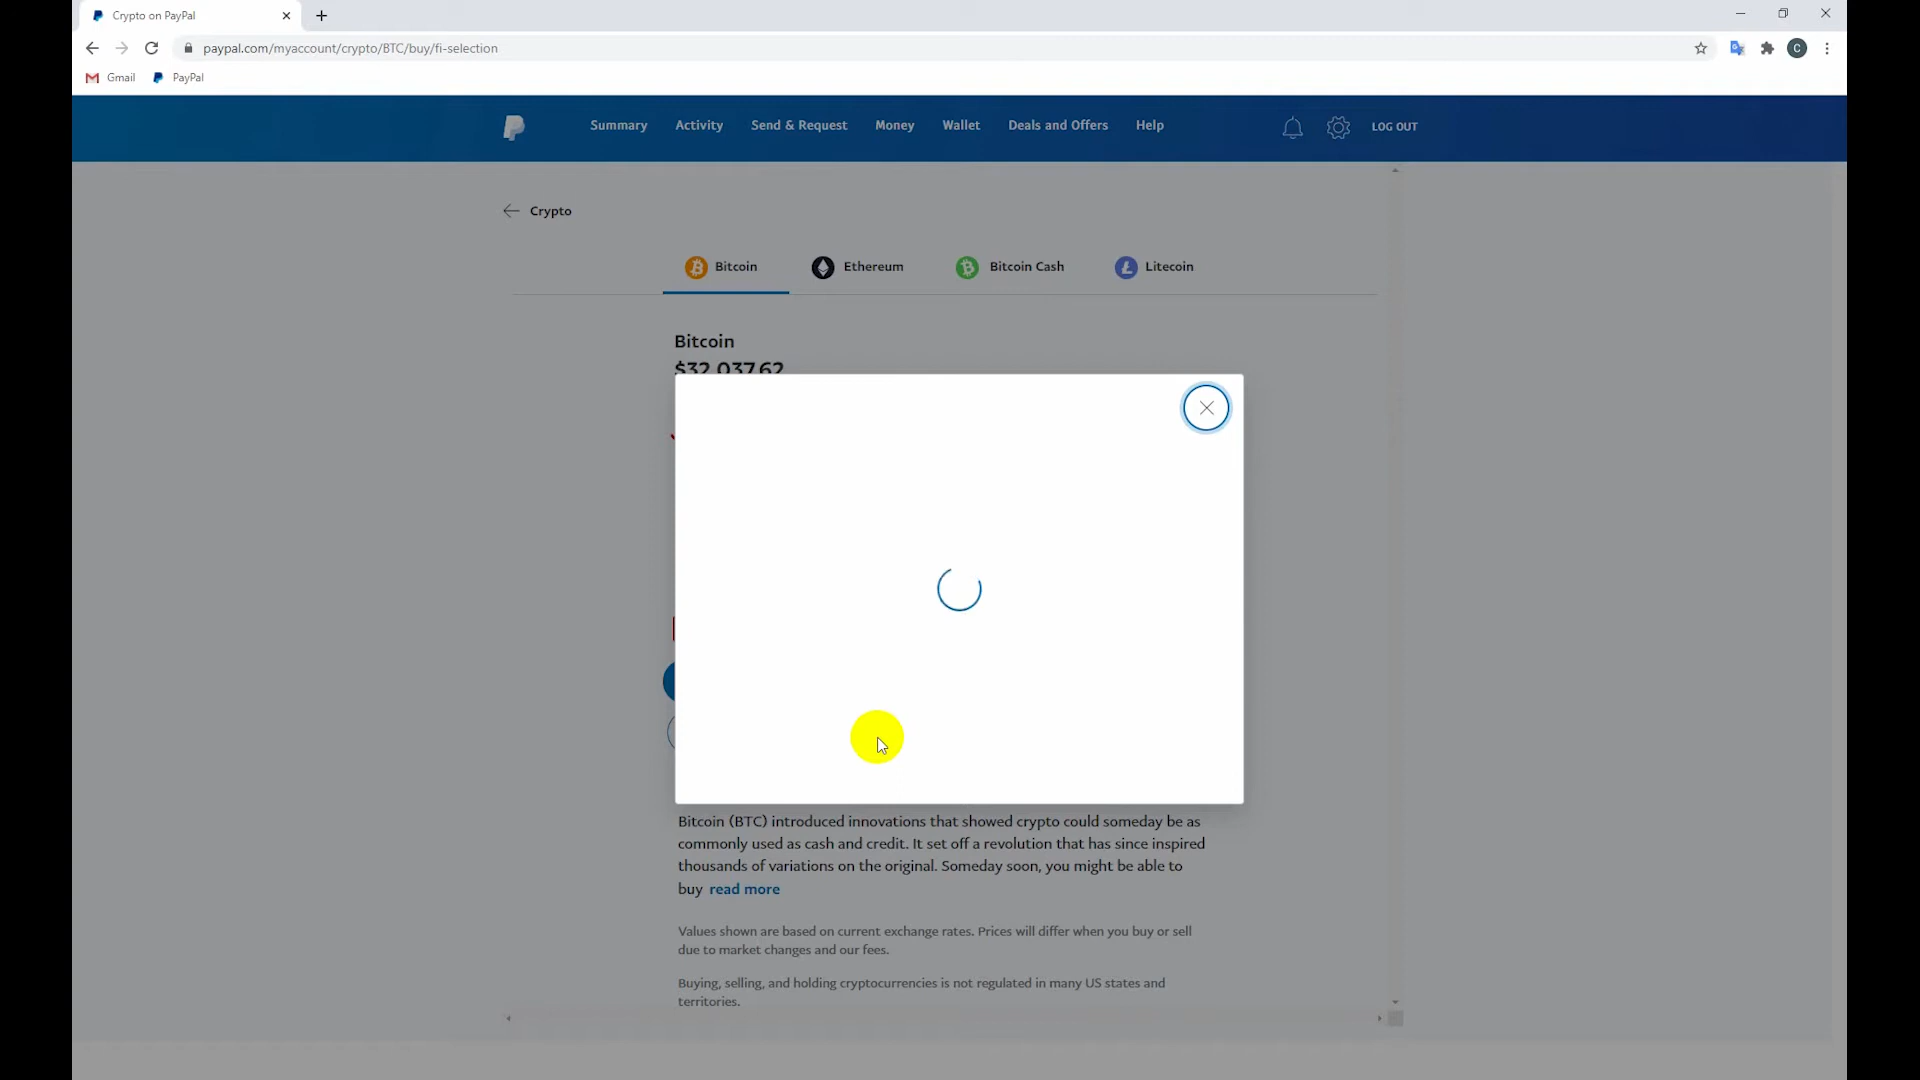 Crypto on PayPal
paypal.com/myaccount/crypto/BTC/buy/fi-selection
C
Gmail PayPal
Summary Activity Send & Request Money Wallet Deals and Offers Help LOG OUT
Crypto
Bitcoin Ethereum Bitcoin Cash Litecoin
Bitcoin
$32,037.62
Bitcoin (BTC) introduced innovations that showed crypto could someday be as
commonly used as cash and credit. It set off a revolution that has since inspired
thousands of variations on the original. Someday soon, you might be able to
buy read more
Values shown are based on current exchange rates. Prices will differ when you buy or sell
due to market changes and our fees.
Buying, selling, and holding cryptocurrencies is not regulated in many US states and
territories.